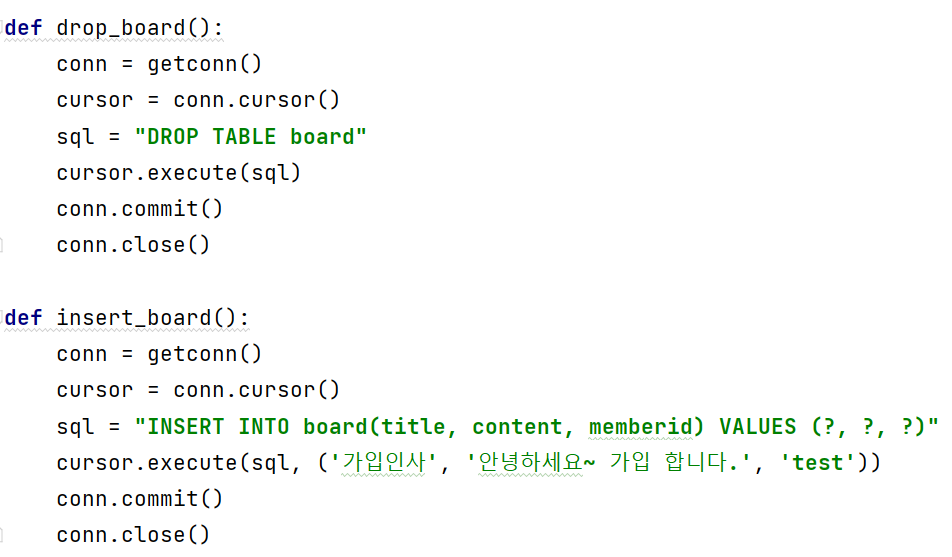 def drop_board():
    conn = getconn()
    cursor = conn.cursor()
    sql = "DROP TABLE board"
    cursor.execute(sql)
    conn.commit()
    conn.close()
def insert_board():
    conn = getconn()
    cursor = conn.cursor()
    sql = "INSERT INTO board(title, content, memberid) VALUES (?, ?, ?)"
    cursor.execute(sql, ('가입인사', '안녕하세요~ 가입 합니다.', 'test'))
    conn.commit()
    conn.close()